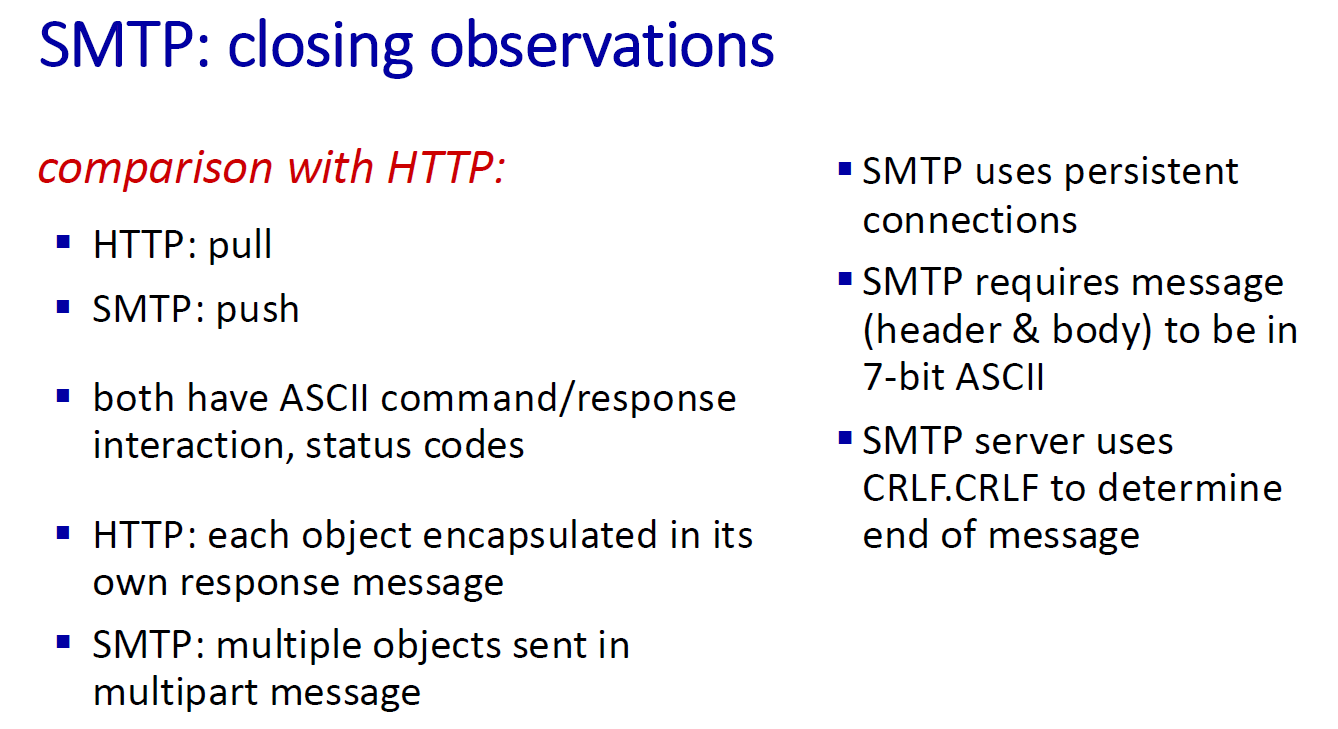 SMTP: closing observations
comparison with HTTP:
▪ HTTP: pull
▪ SMTP: push
▪ both have ASCII command/response
interaction, status codes
▪ HTTP: each object encapsulated in its
own response message
▪ SMTP: multiple objects sent in
multipart message
▪ SMTP uses persistent
connections
▪ SMTP requires message
(header & body) to be in
7-bit ASCII
▪ SMTP server uses
CRLF.CRLF to determine
end of message